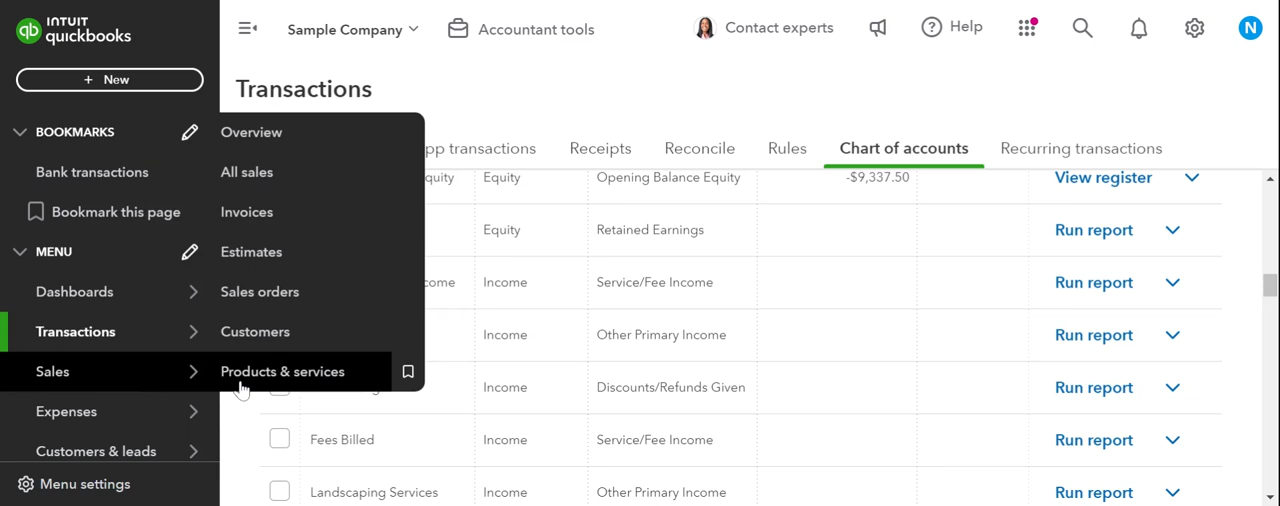 INTUIT
quickbooks
Sample Company
Accountant tools
Contact experts
Help
N
+ New
BOOKMARKS
Bank transactions
Bookmark this page
MENU
Dashboards
Transactions
Sales
Expenses
Customers & leads
Menu settings
Overview
All sales
Invoices
Estimates
Sales orders
Customers
Products & services
Transactions
pp transactions Receipts Reconcile Rules Chart of accounts Recurring transactions
quity Equity Opening Balance Equity -$9,337.50 View register
Equity Retained Earnings Run report
come Income Service/Fee Income Run report
Income Other Primary Income Run report
Income Discounts/Refunds Given Run report
Fees Billed Income Service/Fee Income Run report
Landscaping Services Income Other Primary Income Run report